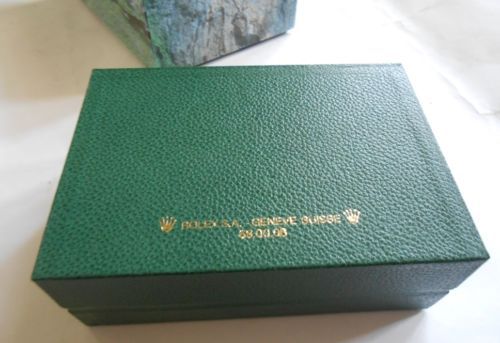 ROLEX S.A. GENEVE SUISSE
68.00.08